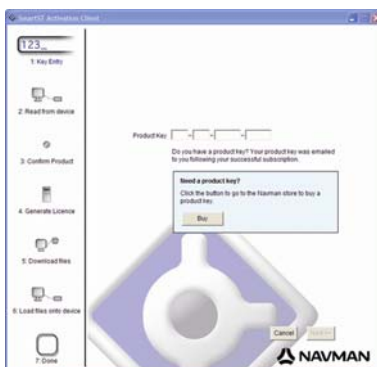 SmartST Activation Client
123_
1: Key Entry
2: Read from device
3: Confirm Product
4: Generate Licence
5: Download files
6: Load files onto device
7: Done
Product Key
Do you have a product key? Your product key was emailed
to you following your successful subscription.
Need a product key?
Click the button to go to the Navman store to buy a
product key.
Buy
Cancel
Next >>
NAVMAN